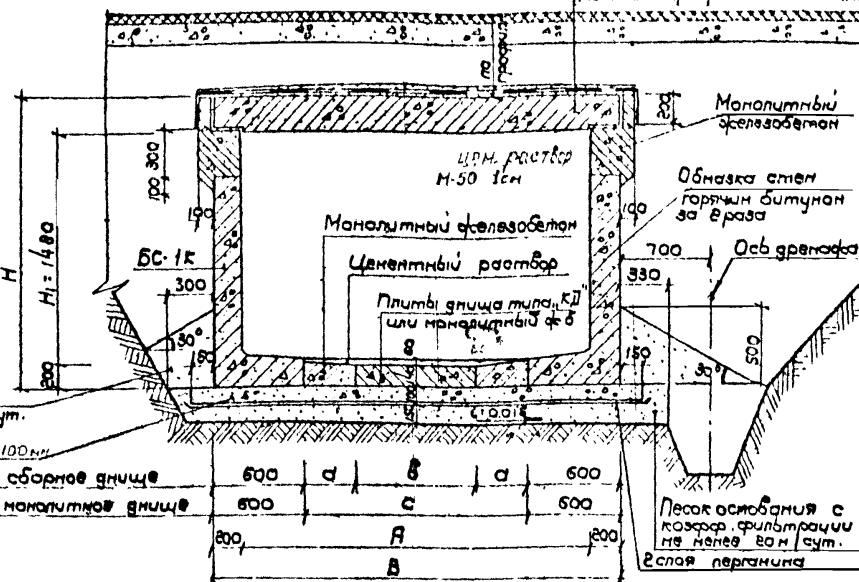 по профилю
200
Монолитный
железобетон
цем. раствор
М-50 1см
Обмазка стен
горячим битумом
за 2 раза
300
100
100
100
Монолитный железобетон
700
Ось дренажа
БС-1к
Цементный раствор
330
300
Плиты днища типа „КД"
или монолитный ж/б
H
H₁=1480
30°
150
150
500
30°
200
ут.
100мм
сборное днище
600
d
в
d
600
монолитное днище
600
с
600
Песок основания с
коэфф. фильтрации
не менее 20м/сут.
200
А
200
2 слоя пергамина
В